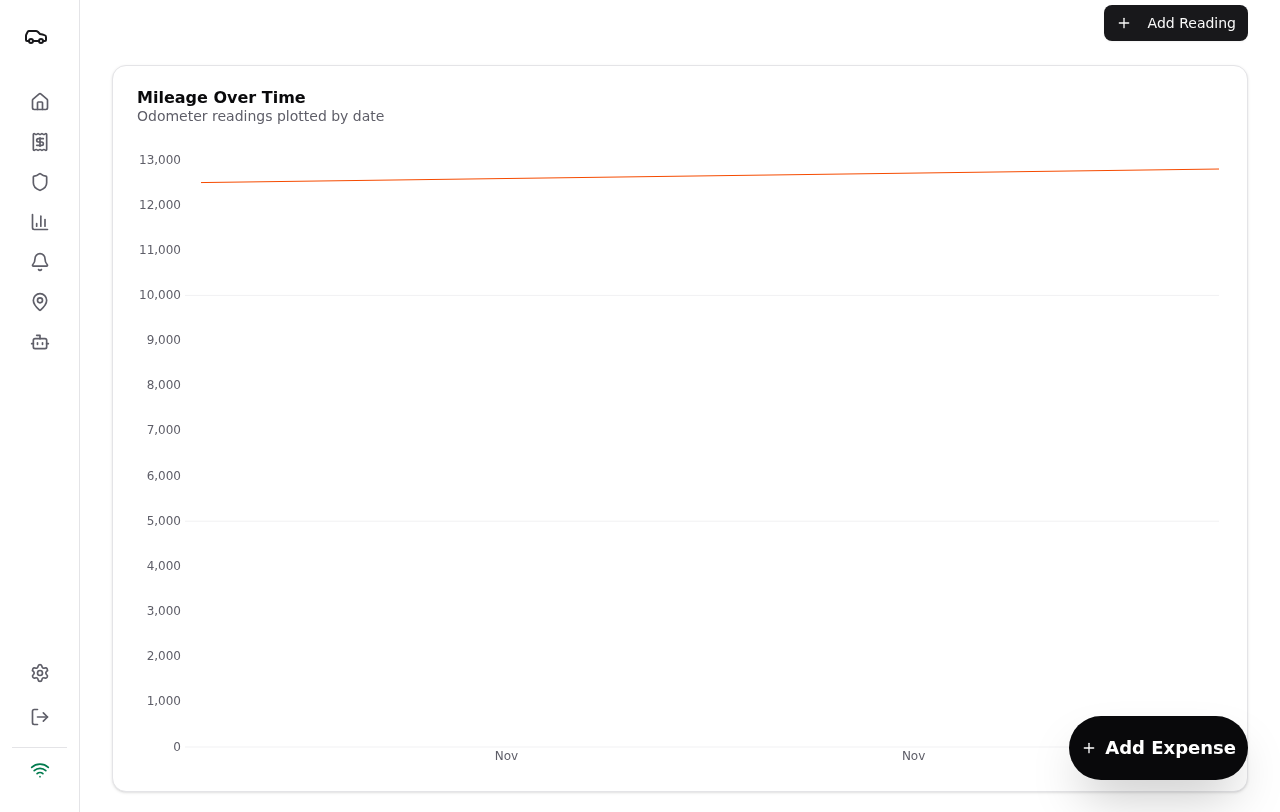 Add Reading
Mileage Over Time
Odometer readings plotted by date
13,000
12,000
11,000
10,000
9,000
8,000
7,000
6,000
5,000
4,000
3,000
2,000
1,000
0
Nov
Nov
Add Expense